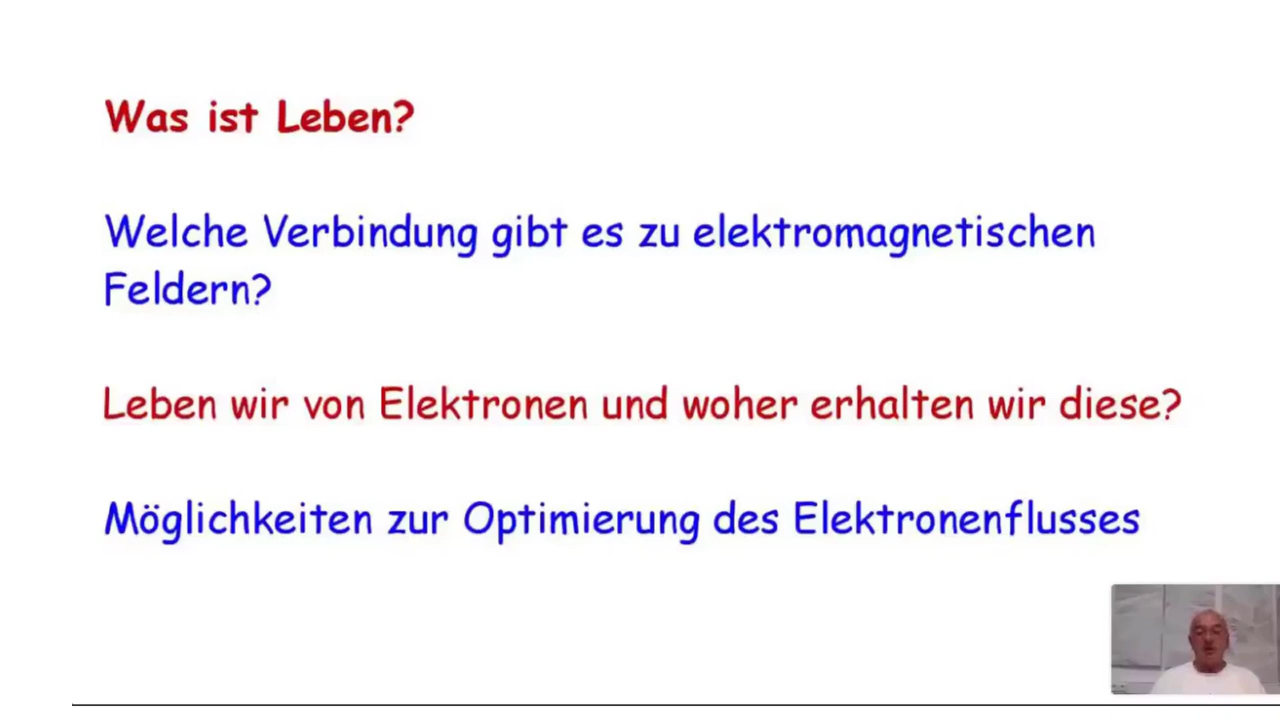 Was ist Leben?
Welche Verbindung gibt es zu elektromagnetischen
Feldern?
Leben wir von Elektronen und woher erhalten wir diese?
Möglichkeiten zur Optimierung des Elektronenflusses